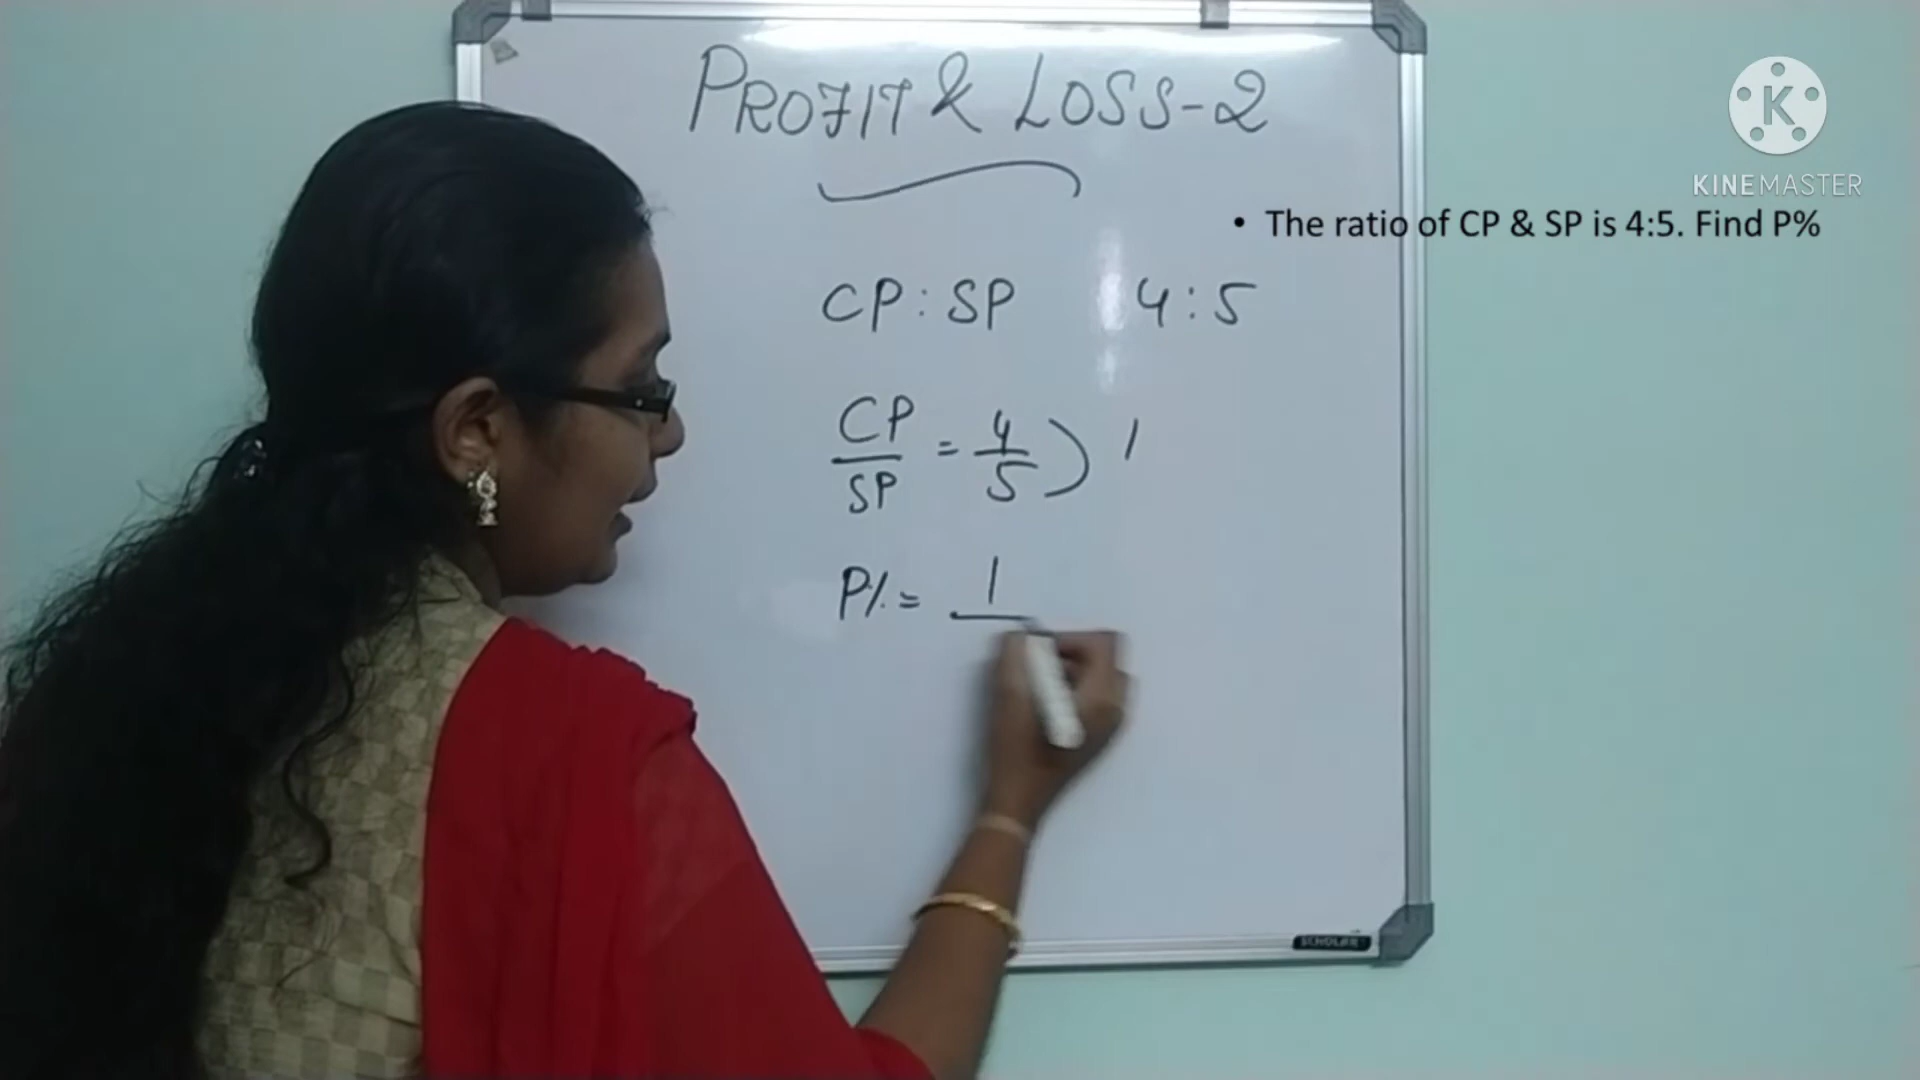 PROFIT & LOSS-2
KINEMASTER
• The ratio of CP & SP is 4:5. Find P%
CP : SP 4 : 5
CP/SP = 4/5 ) 1
P% = 1
SCHOLAR